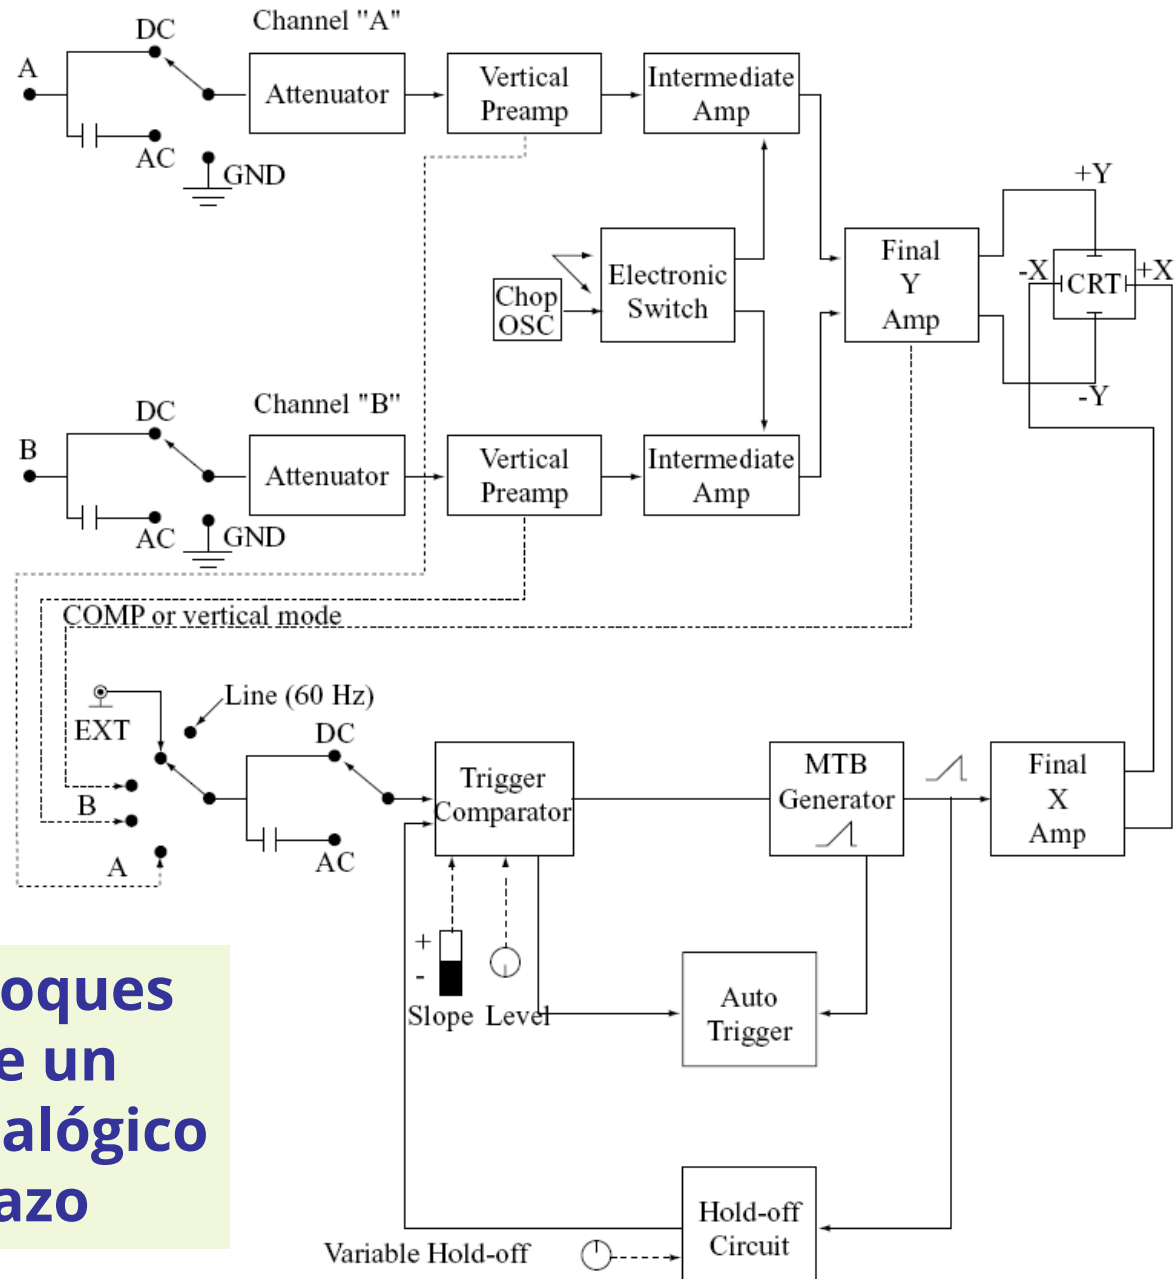 Channel "A"
DC
A
Attenuator
Vertical
Preamp
Intermediate
Amp
AC
GND
+Y
Final
Y
Amp
-X
CRT
+X
Electronic
Switch
Chop
OSC
-Y
Channel "B"
DC
B
Attenuator
Vertical
Preamp
Intermediate
Amp
AC
GND
COMP or vertical mode
Line (60 Hz)
EXT
DC
B
A
AC
Trigger
Comparator
MTB
Generator
Final
X
Amp
+
-
Slope
Level
Auto
Trigger
oques
e un
alógico
azo
Hold-off
Circuit
Variable Hold-off